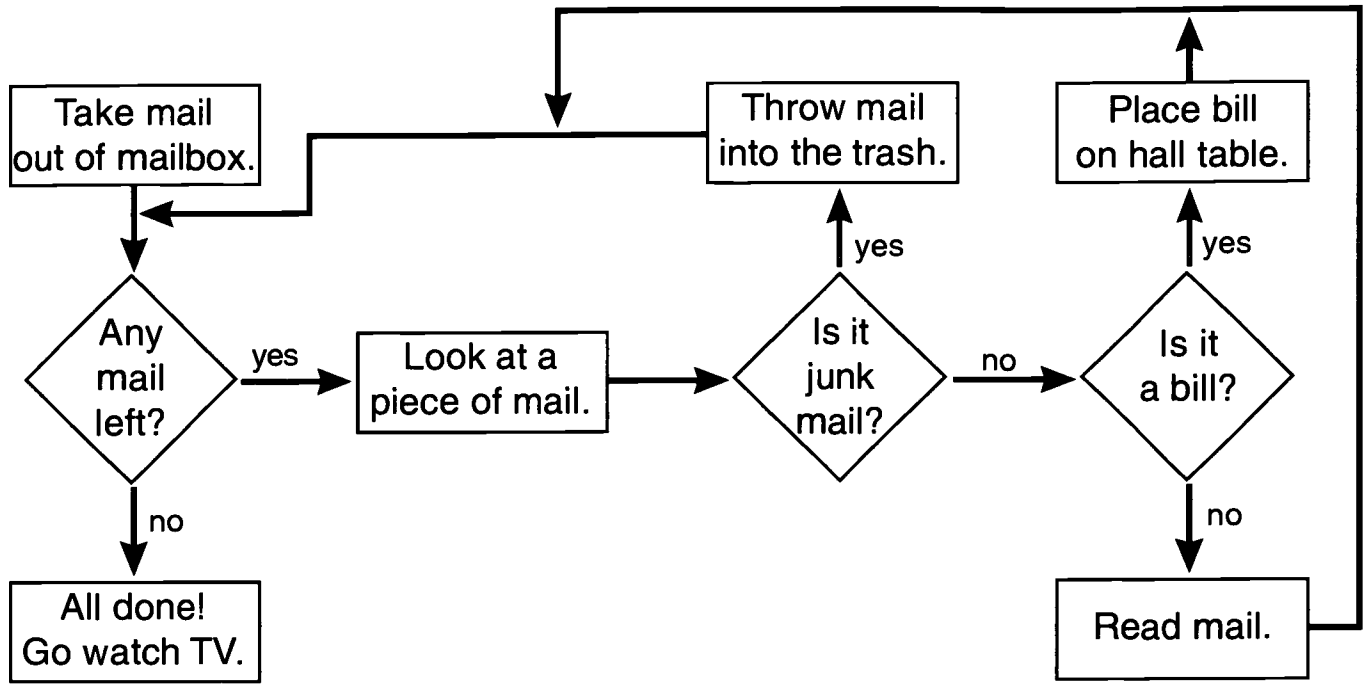 Take mail
out of mailbox.
Throw mail
into the trash.
Place bill
on hall table.
yes
yes
Any
mail
left?
yes
Look at a
piece of mail.
Is it
junk
mail?
no
Is it
a bill?
no
no
All done!
Go watch TV.
Read mail.